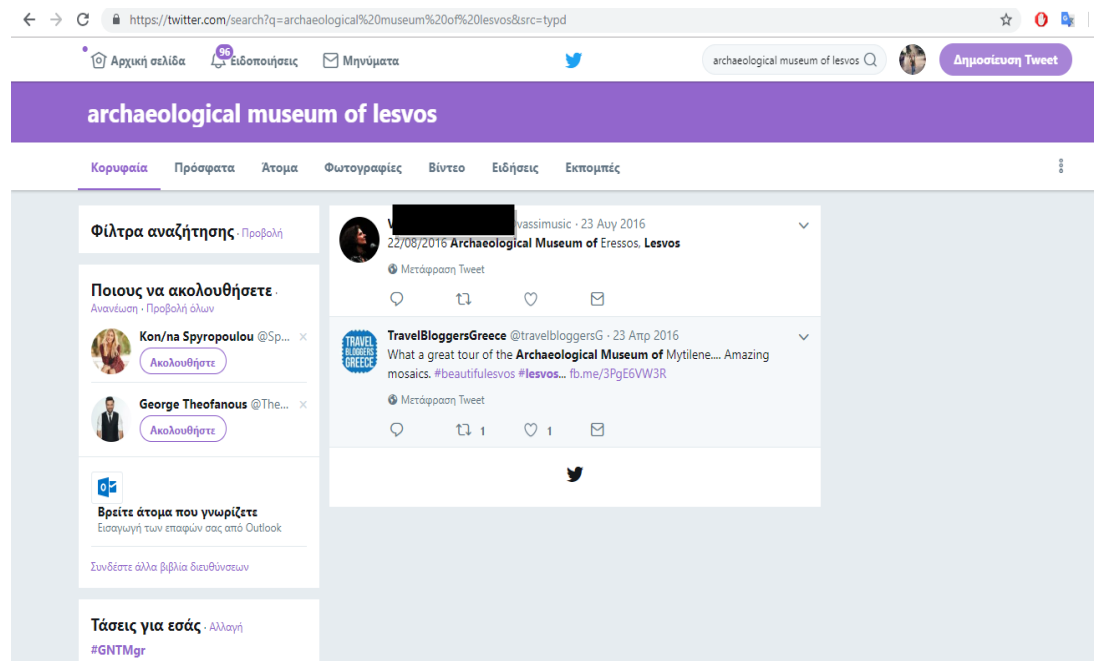 https://twitter.com/search?q=archaeological%20museum%20of%20lesvos&src=typd
Αρχική σελίδα
96
Ειδοποιήσεις
Μηνύματα
archaeological museum of lesvos
Δημοσίευση Tweet
archaeological museum of lesvos
Κορυφαία Πρόσφατα Άτομα Φωτογραφίες Βίντεο Ειδήσεις Εκπομπές
Φίλτρα αναζήτησης · Προβολή
Ποιους να ακολουθήσετε ·
Ανανέωση · Προβολή όλων
Kon/na Spyropoulou @Sp... ×
Ακολουθήστε
George Theofanous @The... ×
Ακολουθήστε
Βρείτε άτομα που γνωρίζετε
Εισαγωγή των επαφών σας από Outlook
Συνδέστε άλλα βιβλία διευθύνσεων
Τάσεις για εσάς · Αλλαγή
#GNTMgr
vassimusic · 23 Αυγ 2016
22/08/2016 Archaeological Museum of Eressos, Lesvos
Μετάφραση Tweet
TRAVEL
BLOGGERS
GREECE
TravelBloggersGreece @travelbloggersG · 23 Απρ 2016
What a great tour of the Archaeological Museum of Mytilene.... Amazing
mosaics. #beautifulesvos #lesvos... fb.me/3PgE6VW3R
Μετάφραση Tweet
1 1